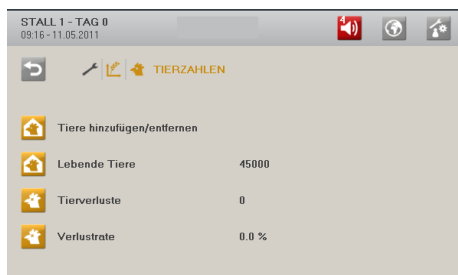 STALL 1 - TAG 0
09:16 - 11.05.2011
4
TIERZAHLEN
Tiere hinzufügen/entfernen
Lebende Tiere 45000
Tierverluste 0
Verlustrate 0.0 %